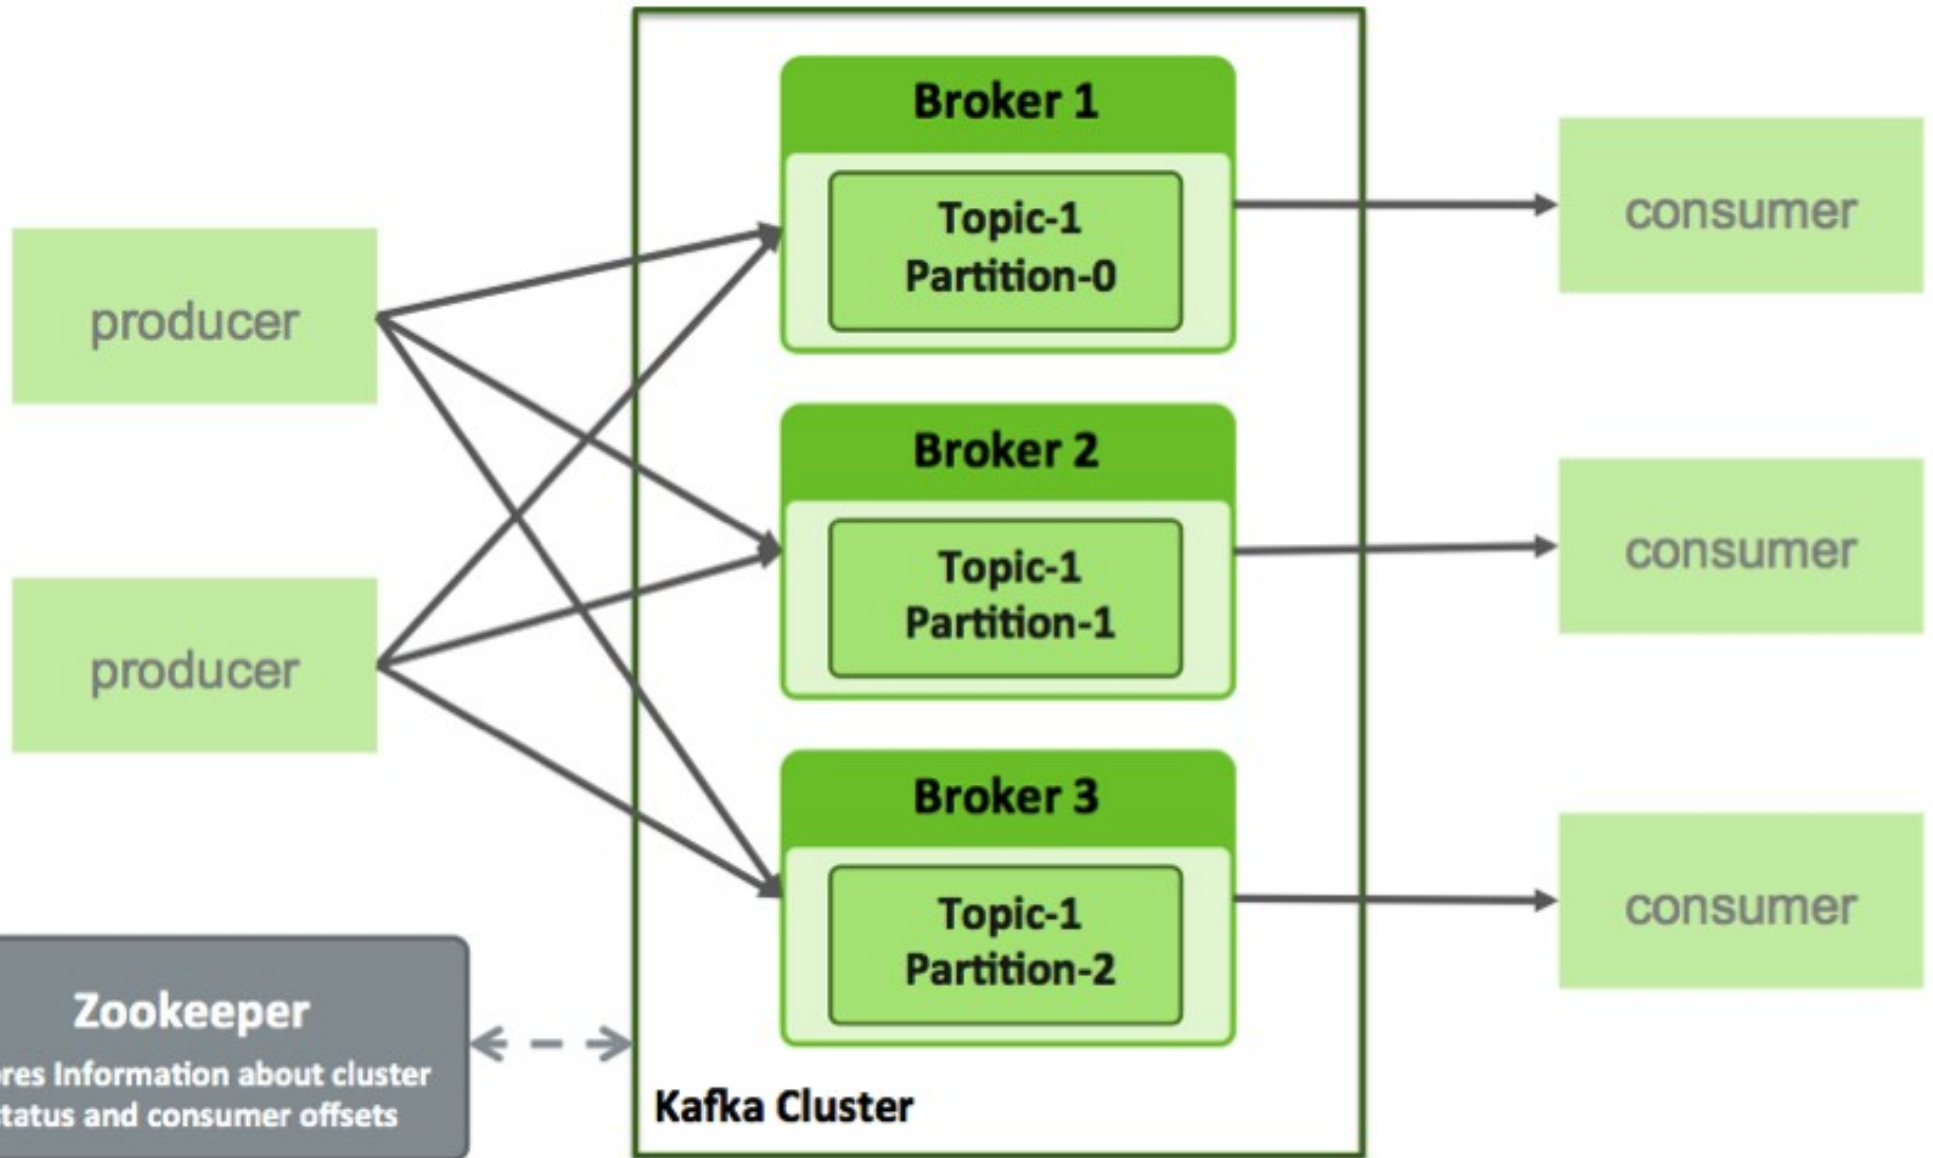 Broker 1
Topic-1
Partition-0
consumer
producer
Broker 2
Topic-1
Partition-1
consumer
producer
Broker 3
Topic-1
Partition-2
consumer
Zookeeper
ores Information about cluster
tatus and consumer offsets
Kafka Cluster